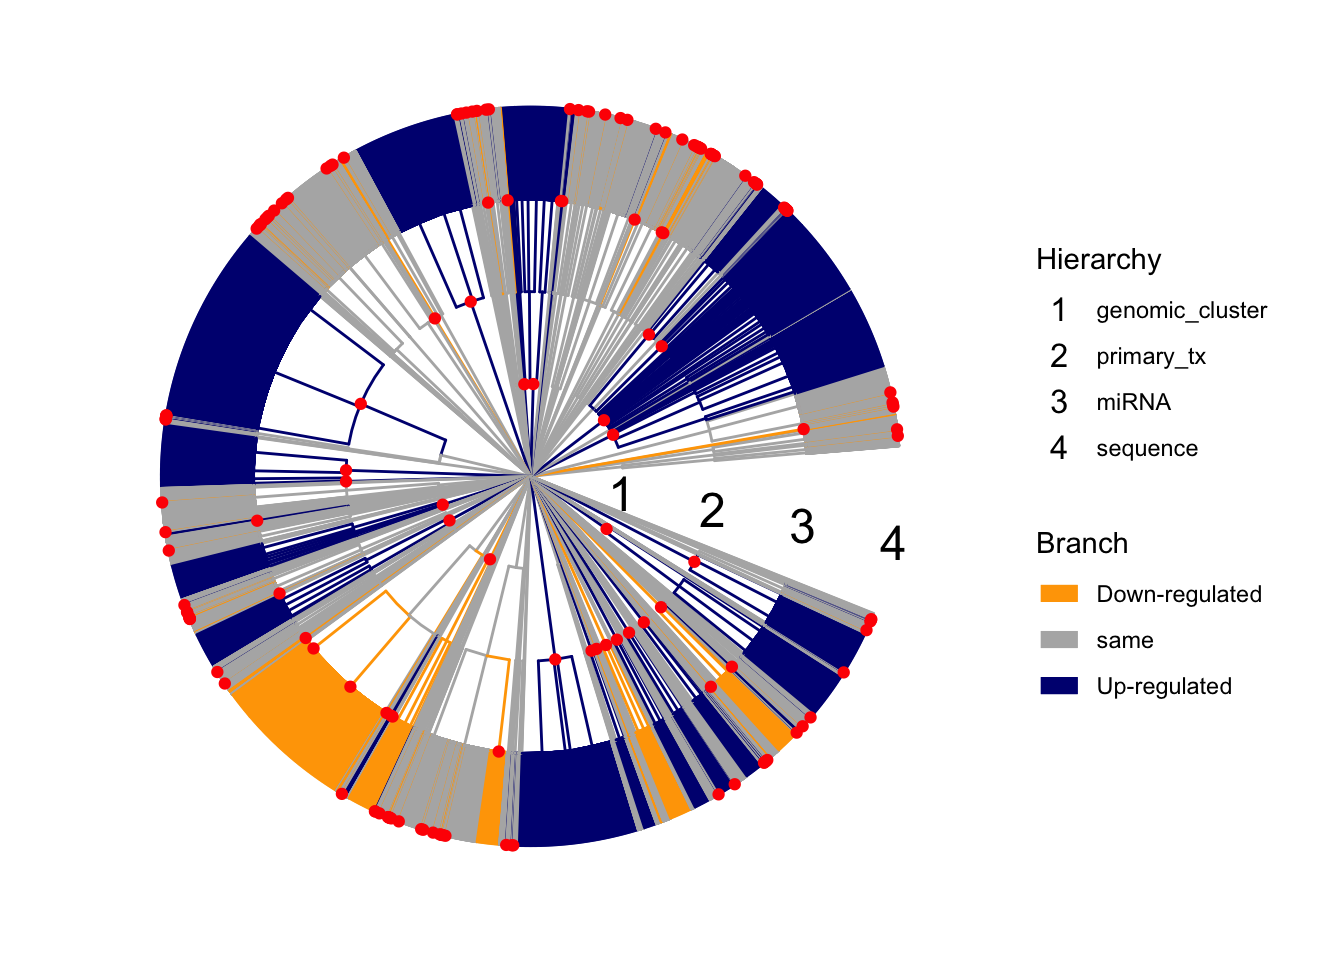 Hierarchy
1 genomic_cluster
2 primary_tx
3 miRNA
4 sequence
1 2 3 4
Branch
Down-regulated
same
Up-regulated